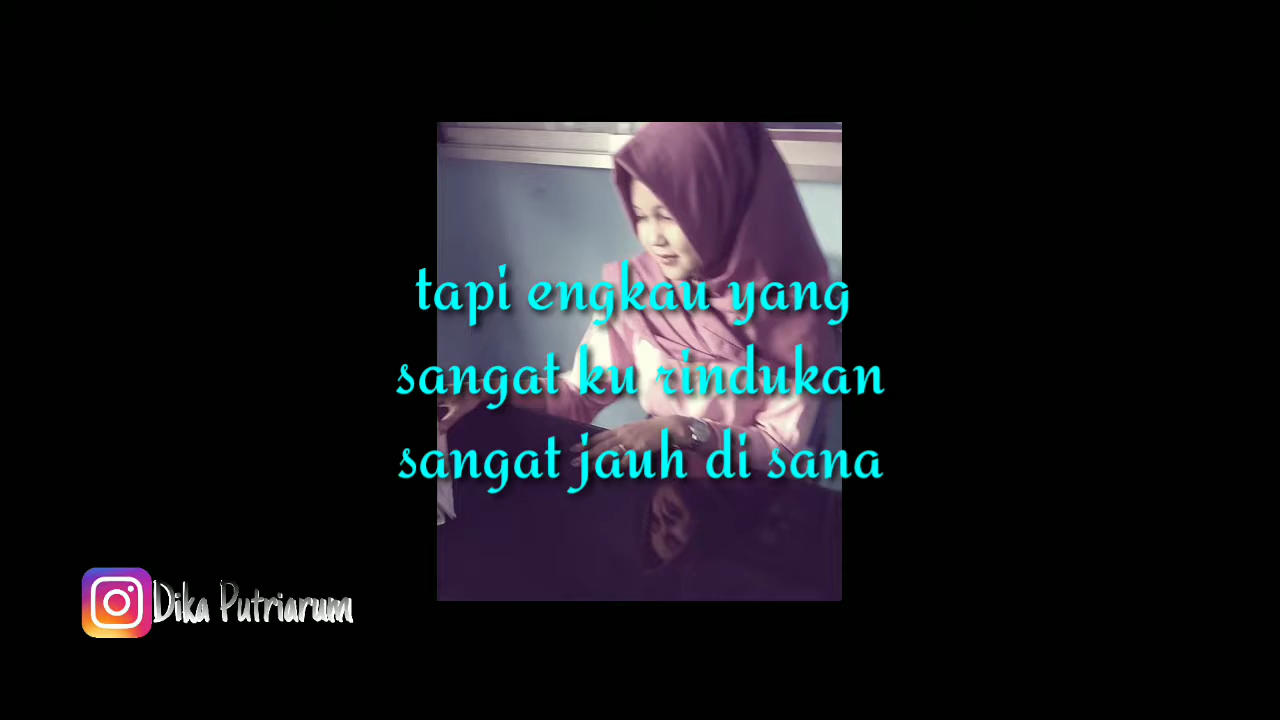 tapi engkau yang
sangat ku rindukan
sangat jauh di sana
Dika Putriarum